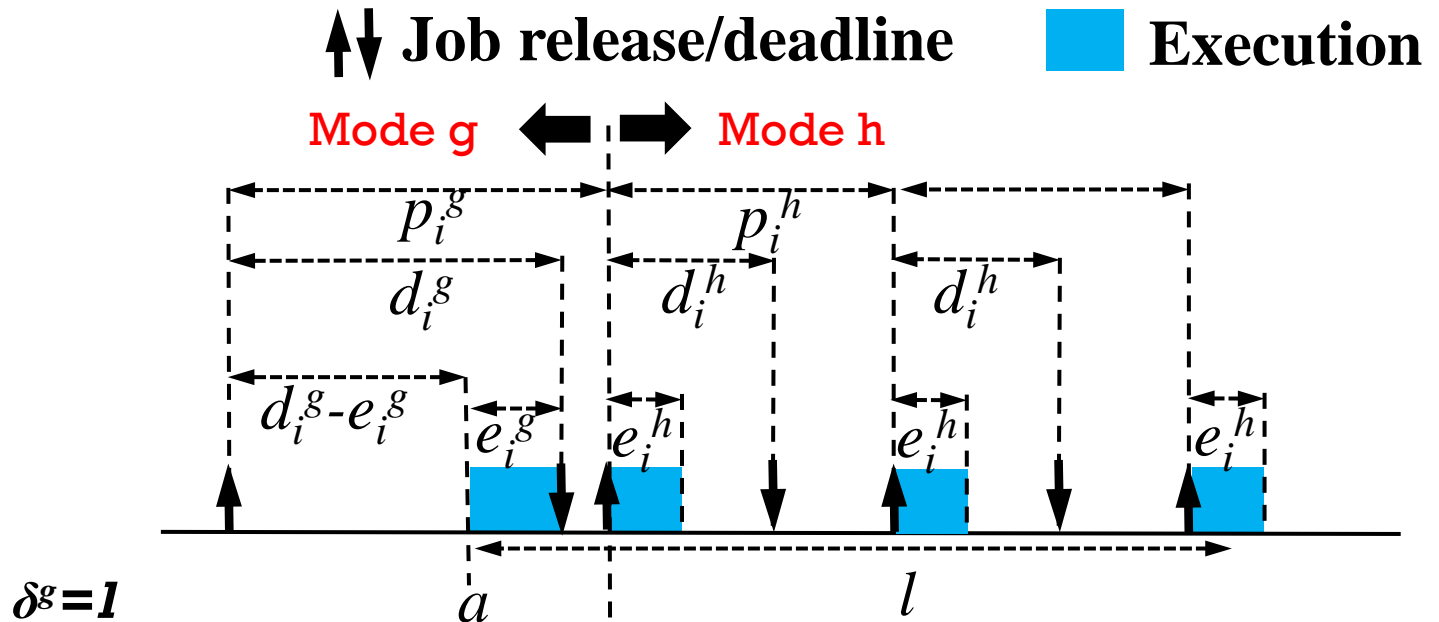 Job release/deadline Execution
Mode g Mode h
p_i^g p_i^h
d_i^g d_i^h d_i^h
d_i^g-e_i^g e_i^g e_i^h e_i^h e_i^h
δ^g=1 a l